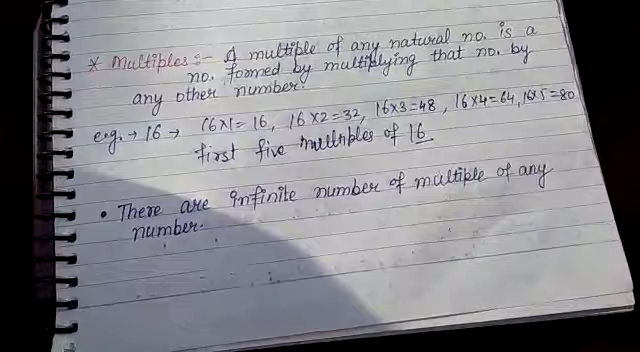 * Multiples :- A multiple of any natural no. is a
no. formed by multiplying that no. by
any other number.
e.g. → 16 → 16×1=16, 16×2=32, 16×3=48, 16×4=64, 16×5=80
first five multiples of 16
• There are infinite number of multiple of any
number.